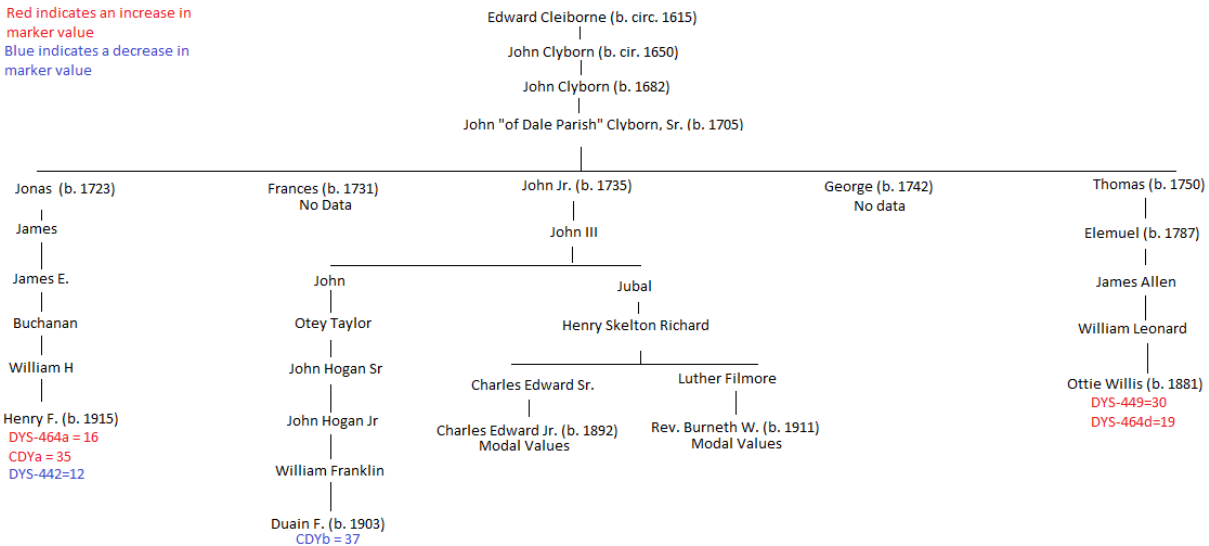 Red indicates an increase in
marker value
Blue indicates a decrease in
marker value
Edward Cleiborne (b. circ. 1615)
John Clyborn (b. cir. 1650)
John Clyborn (b. 1682)
John "of Dale Parish" Clyborn, Sr. (b. 1705)
Jonas (b. 1723)
Frances (b. 1731)
No Data
John Jr. (b. 1735)
George (b. 1742)
No data
Thomas (b. 1750)
James
John III
Elemuel (b. 1787)
James E.
John
Jubal
James Allen
Buchanan
Otey Taylor
Henry Skelton Richard
William Leonard
William H
John Hogan Sr
Charles Edward Sr.
Luther Filmore
Ottie Willis (b. 1881)
DYS-449=30
DYS-464d=19
Henry F. (b. 1915)
DYS-464a = 16
CDYa = 35
DYS-442=12
John Hogan Jr
Charles Edward Jr. (b. 1892)
Modal Values
Rev. Burneth W. (b. 1911)
Modal Values
William Franklin
Duain F. (b. 1903)
CDYb = 37